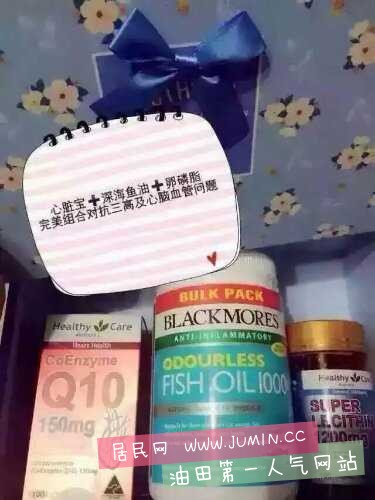 心脏宝➕深海鱼油➕卵磷脂
完美组合对抗三高及心脑血管问题
BULK PACK
BLACKMORES
ANTI-INFLAMMATORY
ODOURLESS
FISH OIL 1000
Healthy Care
Heart Health
CoEnzyme
Q10
150mg
Healthy Care
SUPER
LECITHIN
1200mg
居民网 WWW.JUMIN.CC
油田第一人气网站